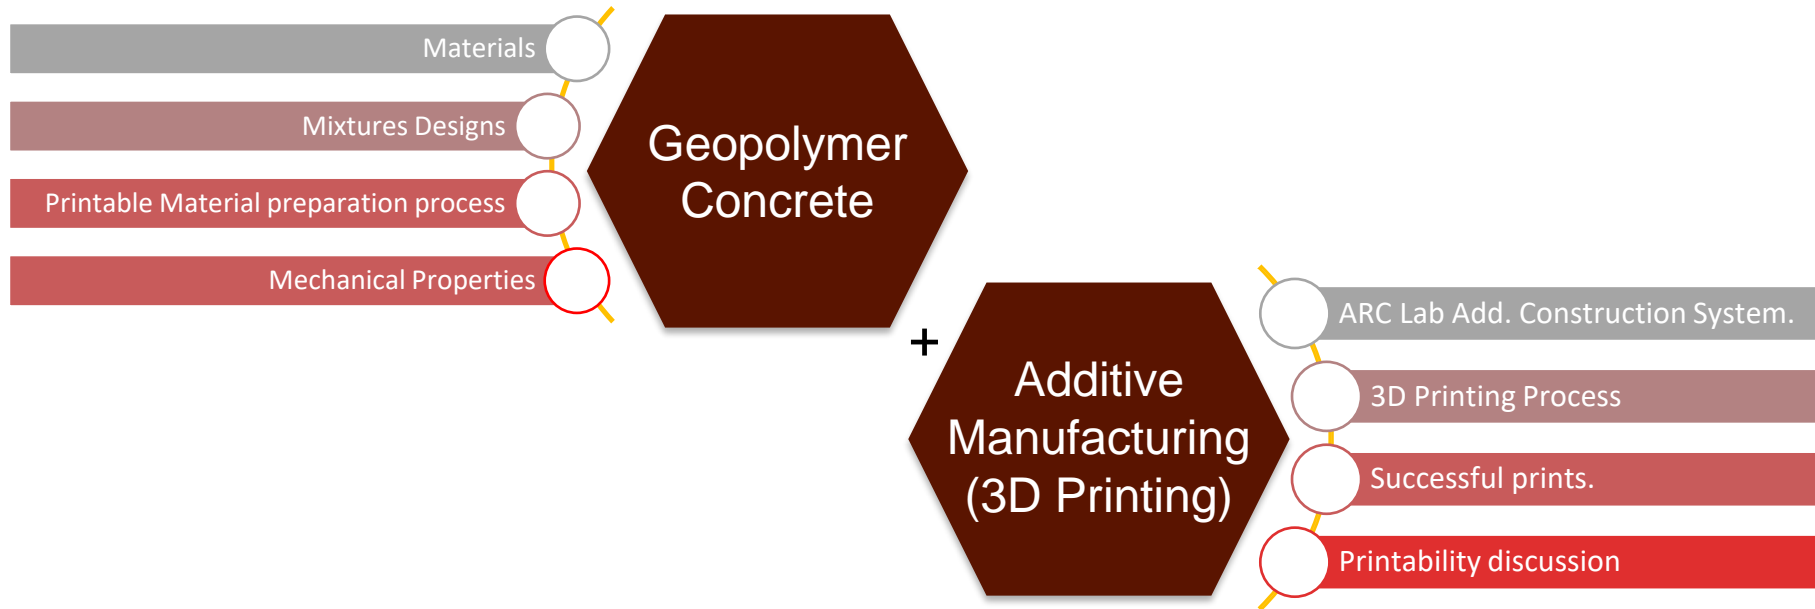 Materials
Mixtures Designs
Printable Material preparation process
Mechanical Properties
Geopolymer
Concrete
+
Additive
Manufacturing
(3D Printing)
ARC Lab Add. Construction System.
3D Printing Process
Successful prints.
Printability discussion